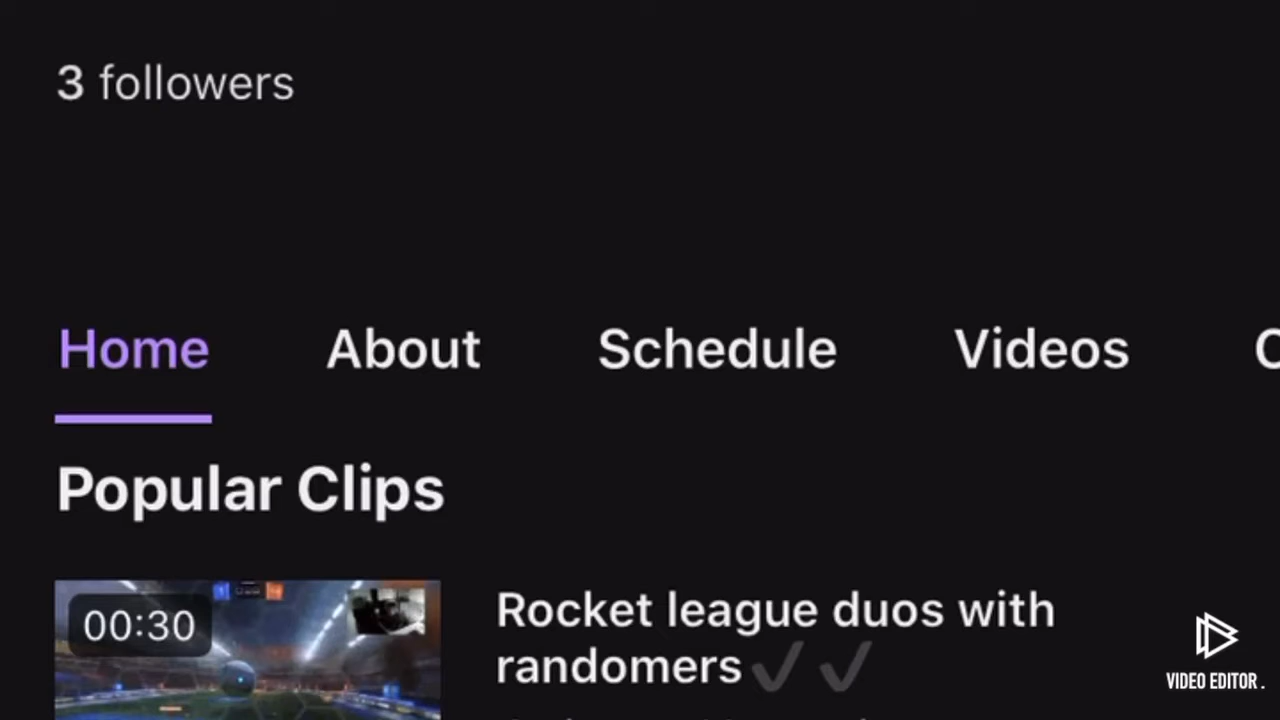 3 followers
Home About Schedule Videos
Popular Clips
00:30
Rocket league duos with
randomers ✔ ✔
VIDEO EDITOR.